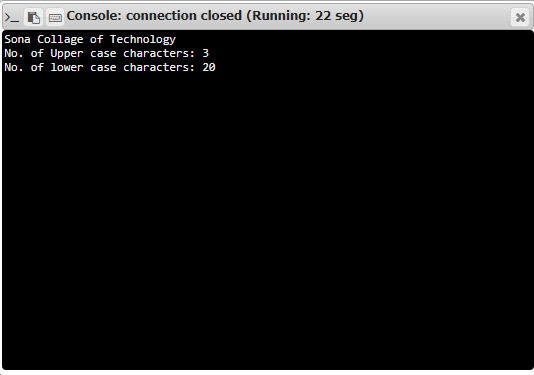 >_ Console: connection closed (Running: 22 seg)
Sona Collage of Technology
No. of Upper case characters: 3
No. of lower case characters: 20